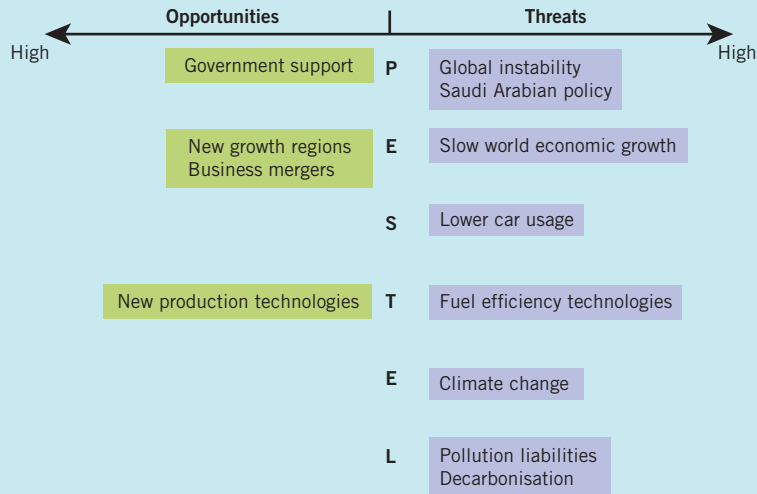 Opportunities Threats
High High
Government support P Global instability
Saudi Arabian policy
New growth regions E Slow world economic growth
Business mergers
S Lower car usage
New production technologies T Fuel efficiency technologies
E Climate change
L Pollution liabilities
Decarbonisation